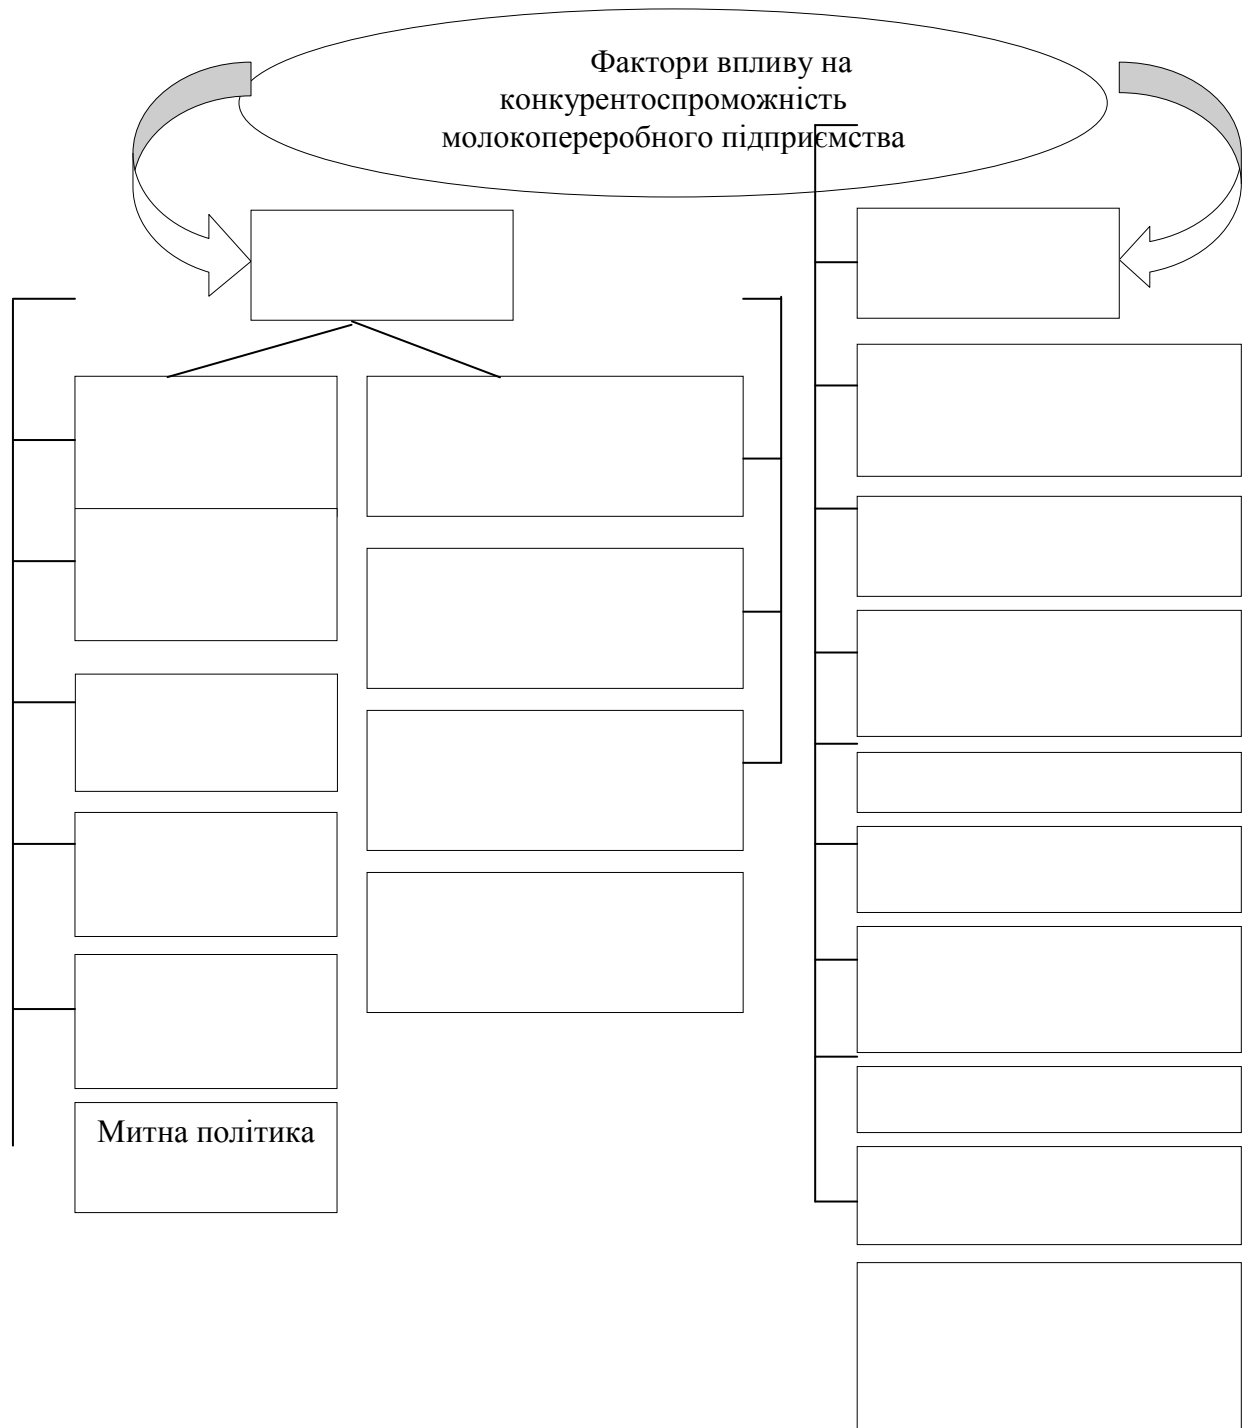 Фактори впливу на
конкурентоспроможність
молокопереробного підприємства
Митна політика